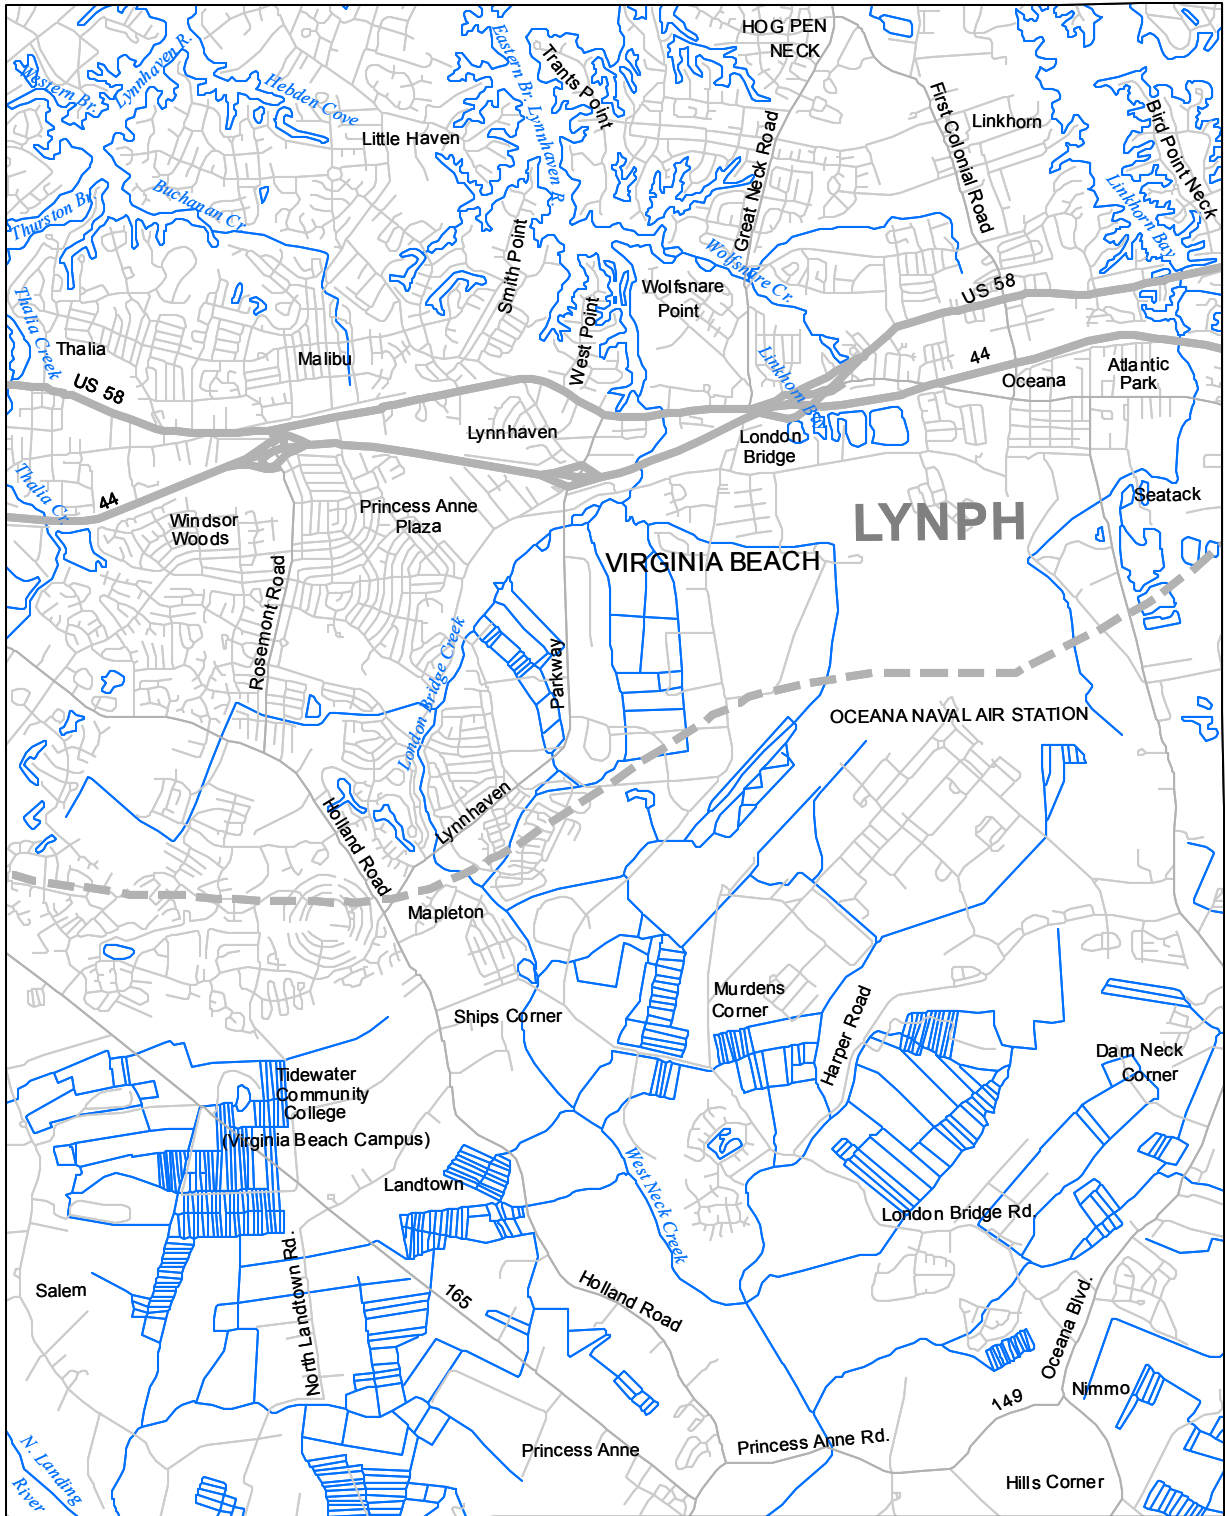 HOG PEN
NECK
Western Br.
Lynnhaven R.
Hebden Cove
Eastern Br. Lynnhaven R.
Trants Point
Little Haven
Great Neck Road
First Colonial Road
Linkhorn
Bird Point Neck
Linkhorn Bay
Thurston Br.
Buchanan Cr.
Smith Point
Wolfsnare Cr.
Wolfsnare
Point
West Point
US 58
Thalia Creek
Thalia
Malibu
US 58
Linkhorn Bay
44
Oceana
Atlantic
Park
Lynnhaven
London
Bridge
Thalia Cr.
44
Windsor
Woods
Princess Anne
Plaza
Seatack
LYNPH
VIRGINIA BEACH
Rosemont Road
London Bridge Creek
Parkway
OCEANA NAVAL AIR STATION
Holland Road
Lynnhaven
Mapleton
Ships Corner
Murdens
Corner
Harper Road
Dam Neck
Corner
Tidewater
Community
College
(Virginia Beach Campus)
Landtown
West Neck Creek
London Bridge Rd.
Salem
North Landtown Rd.
165
Holland Road
Oceana Blvd.
Nimmo
149
Princess Anne
Princess Anne Rd.
Hills Corner
N. Landing
River